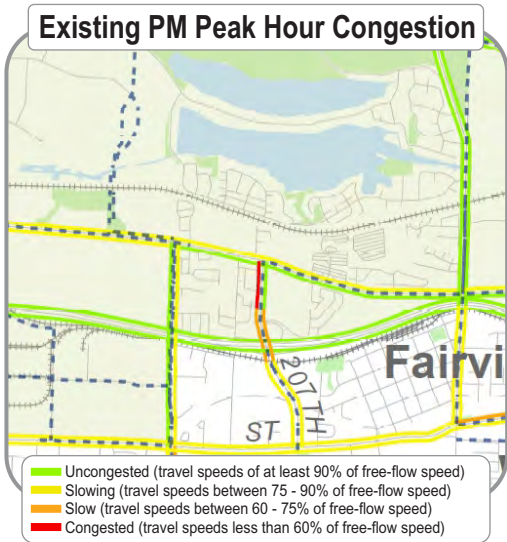 Existing PM Peak Hour Congestion
Fairvi
207TH
ST
Uncongested (travel speeds of at least 90% of free-flow speed)
Slowing (travel speeds between 75 - 90% of free-flow speed)
Slow (travel speeds between 60 - 75% of free-flow speed)
Congested (travel speeds less than 60% of free-flow speed)